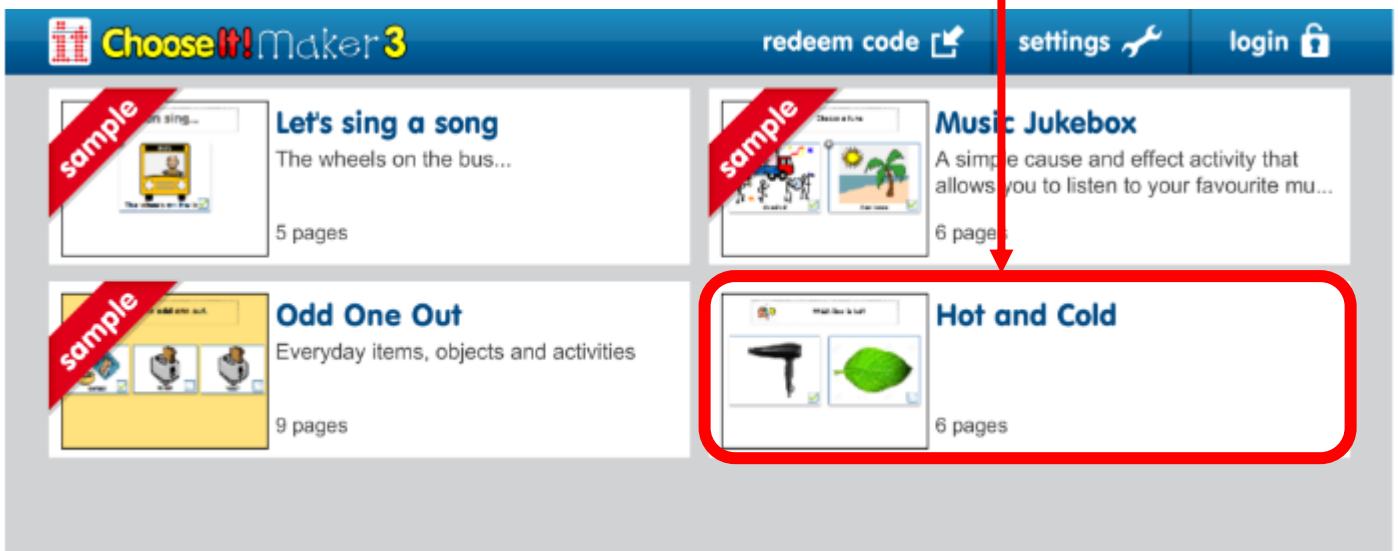 ChooseIt! Maker 3
redeem code
settings
login
sample
Let's sing a song
The wheels on the bus...
5 pages
sample
Music Jukebox
A simple cause and effect activity that
allows you to listen to your favourite mu...
6 pages
sample
Odd One Out
Everyday items, objects and activities
9 pages
Hot and Cold
6 pages